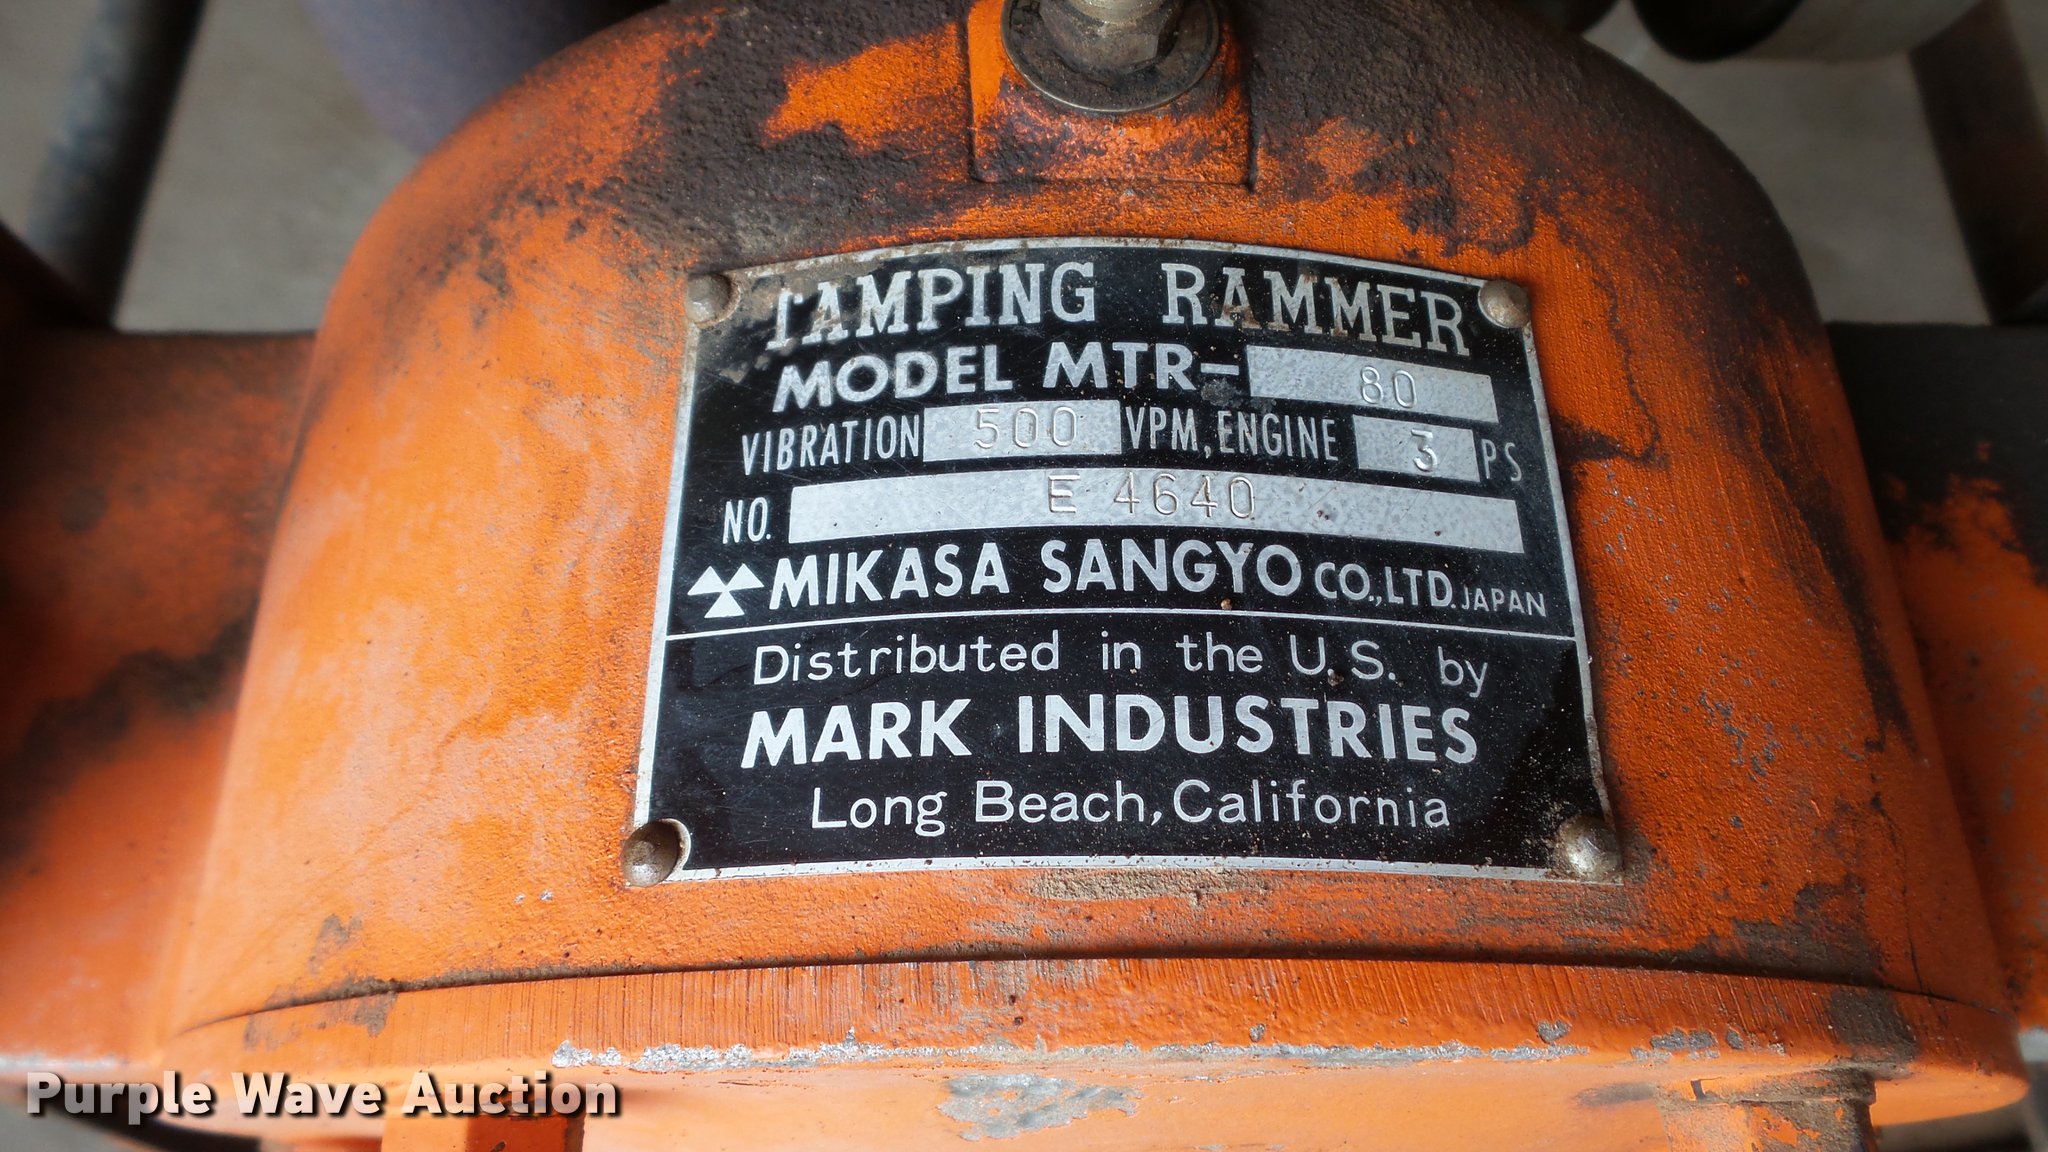 TAMPING RAMMER
MODEL MTR- 80
VIBRATION 500 VPM, ENGINE 3 PS
NO. E 4640
MIKASA SANGYO CO., LTD. JAPAN
Distributed in the U.S. by
MARK INDUSTRIES
Long Beach, California
Purple Wave Auction